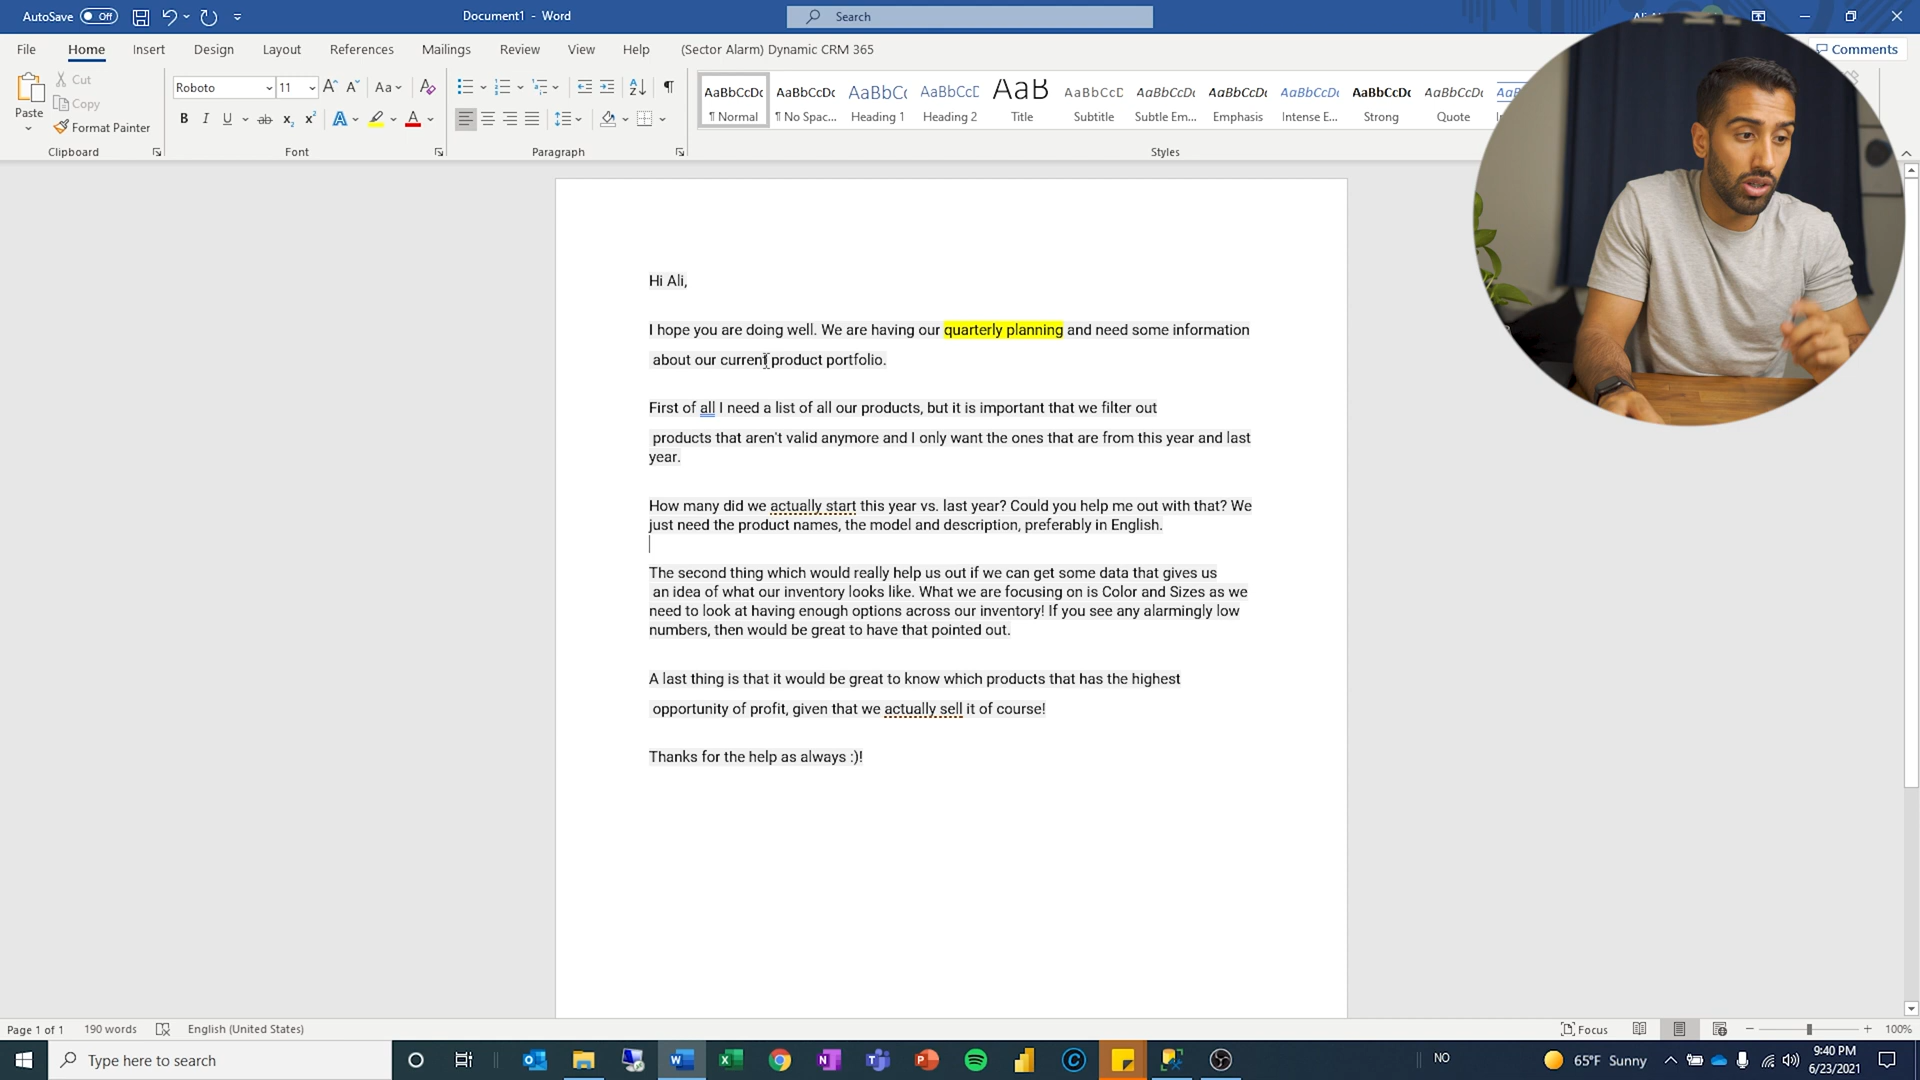 AutoSave Off
Document1 - Word
Search
File Home Insert Design Layout References Mailings Review View Help (Sector Alarm) Dynamic CRM 365
Comments
Paste
Cut
Copy
Format Painter
Clipboard
Roboto 11
Font
Paragraph
AaBbCcDc AaBbCcDc AaBbCc AaBbCcD AaB AaBbCcD AaBbCcDc AaBbCcDc AaBbCcDc AaBbCcDc AaBbCcDc
¶ Normal ¶ No Spac... Heading 1 Heading 2 Title Subtitle Subtle Em... Emphasis Intense E... Strong Quote
Styles
Hi Ali,
I hope you are doing well. We are having our quarterly planning and need some information
about our current product portfolio.
First of all I need a list of all our products, but it is important that we filter out
products that aren't valid anymore and I only want the ones that are from this year and last
year.
How many did we actually start this year vs. last year? Could you help me out with that? We
just need the product names, the model and description, preferably in English.
The second thing which would really help us out if we can get some data that gives us
an idea of what our inventory looks like. What we are focusing on is Color and Sizes as we
need to look at having enough options across our inventory! If you see any alarmingly low
numbers, then would be great to have that pointed out.
A last thing is that it would be great to know which products that has the highest
opportunity of profit, given that we actually sell it of course!
Thanks for the help as always :)!
Page 1 of 1 190 words English (United States)
Focus
100%
Type here to search
NO
65°F Sunny
9:40 PM
6/23/2021